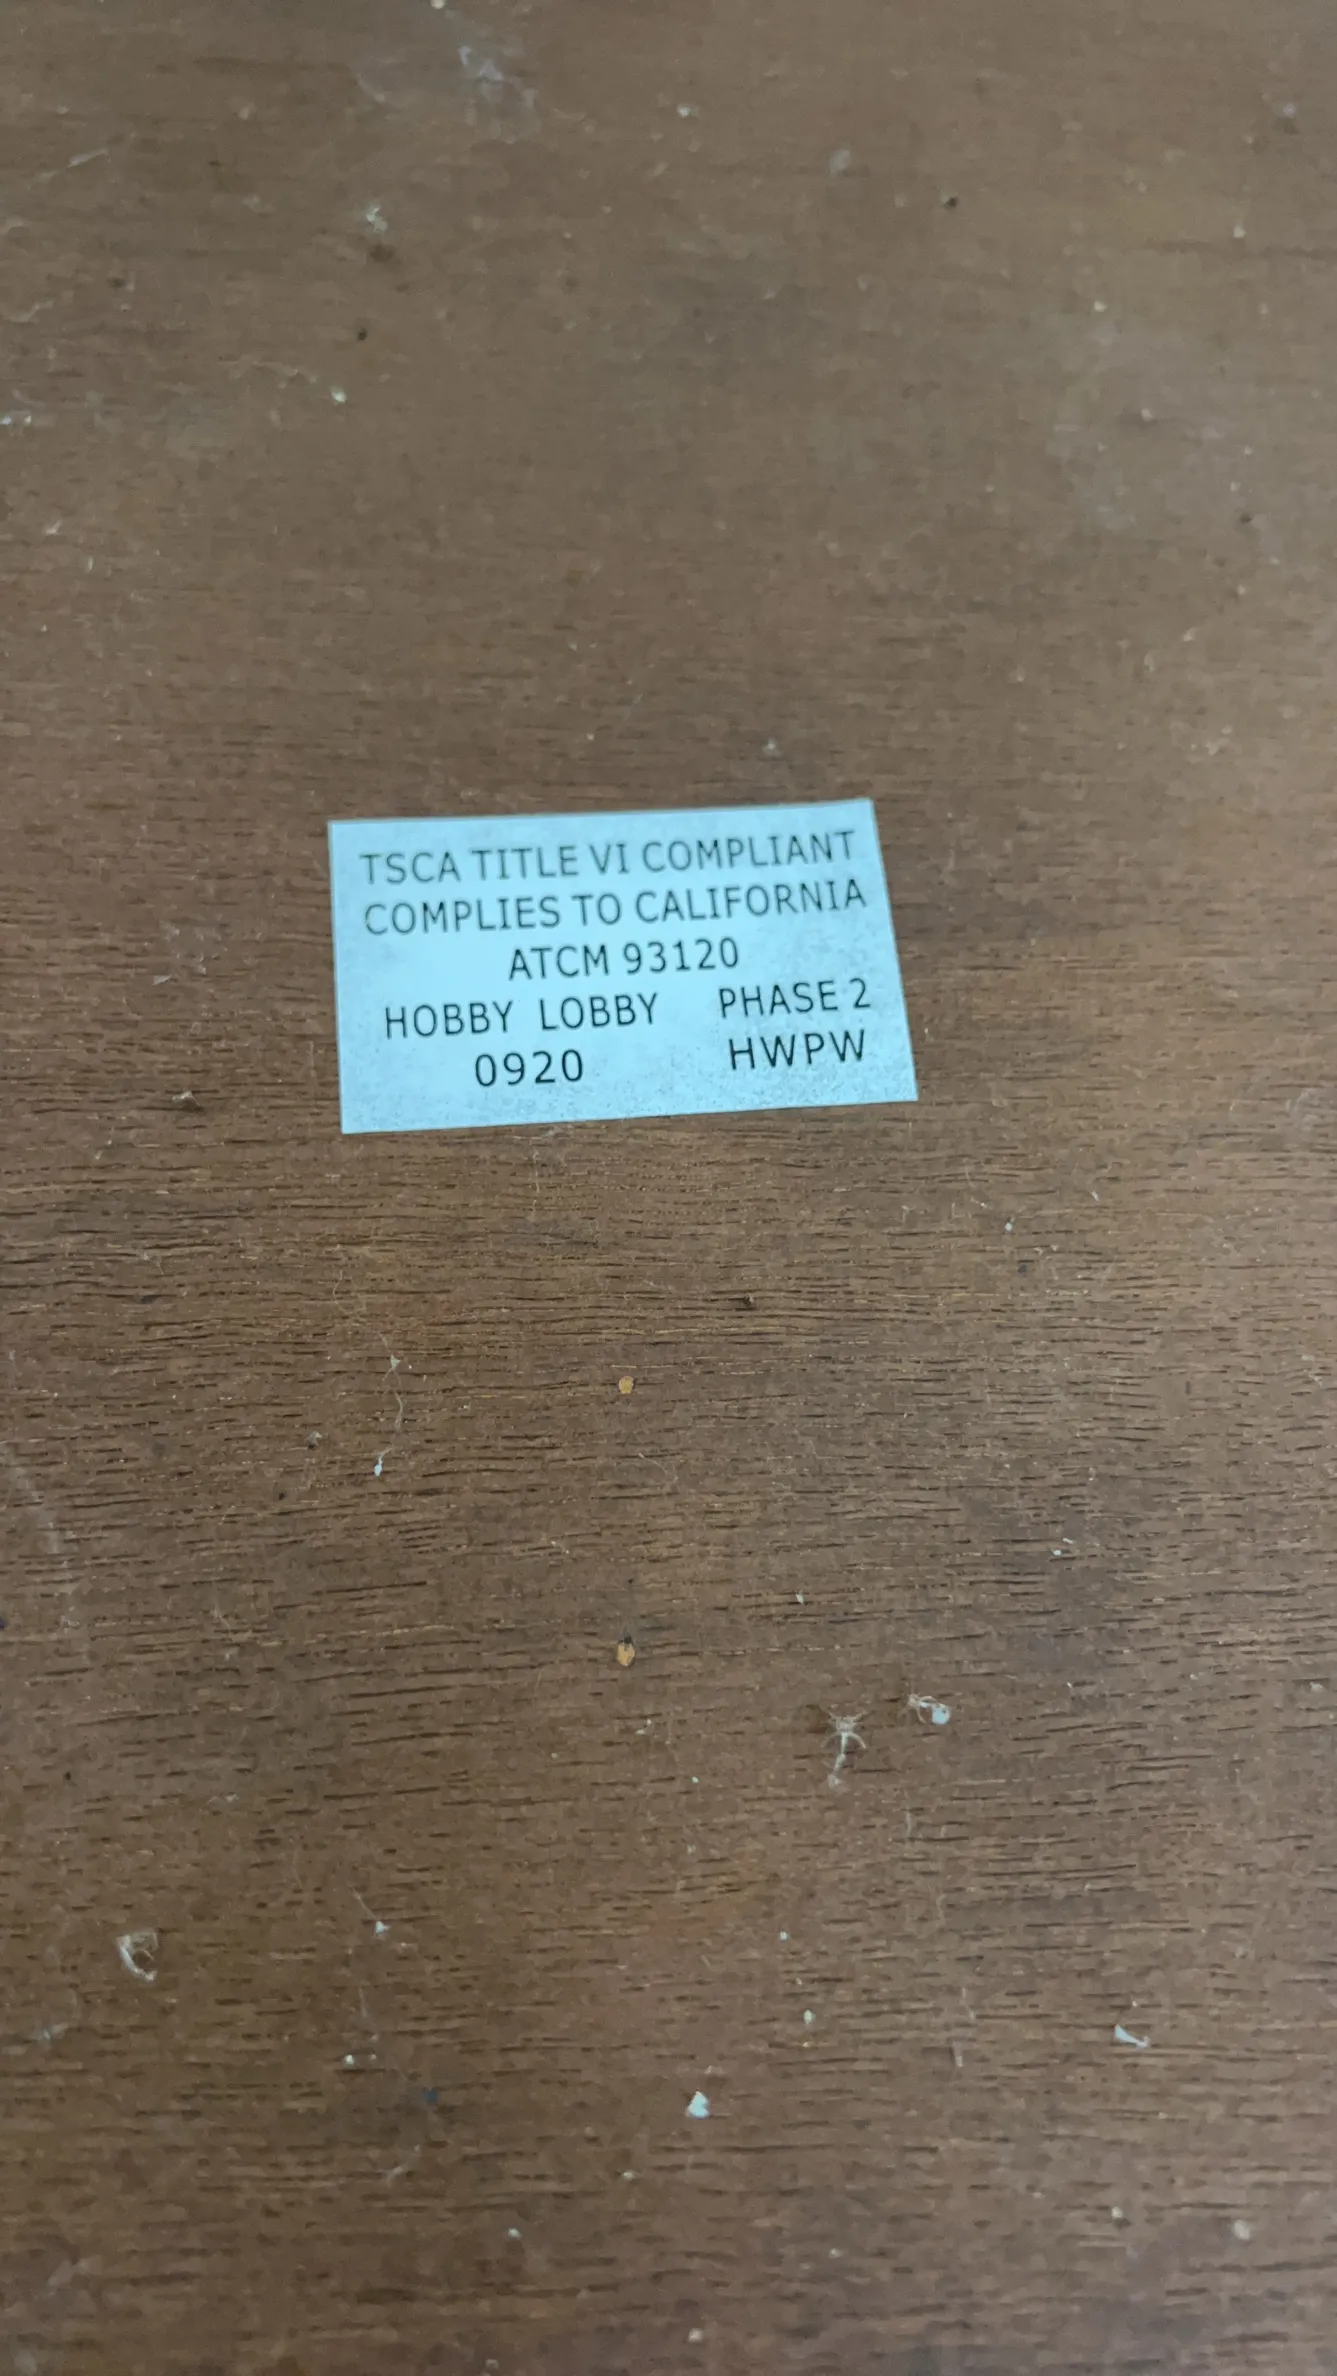 TSCA TITLE VI COMPLIANT
COMPLIES TO CALIFORNIA
ATCM 93120
HOBBY LOBBY PHASE 2
0920 HWPW